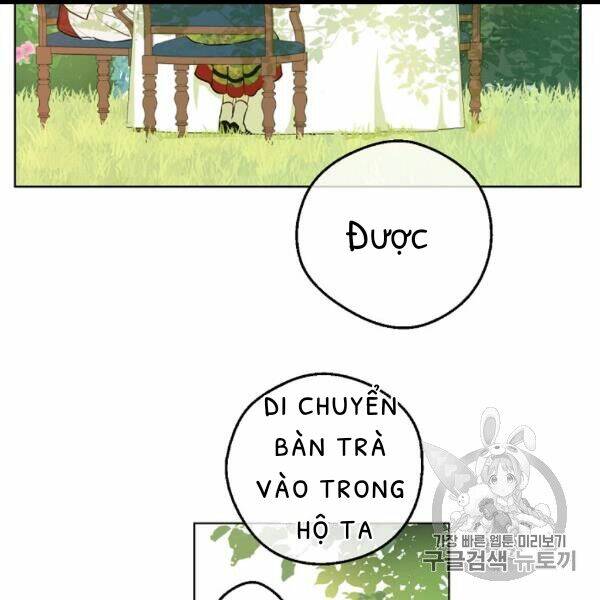 Được
DI CHUYỂN
BÀN TRÀ
VÀO TRONG
HỘ TA
가장 빠른 웹툰 미리보기
구글검색 뉴토끼